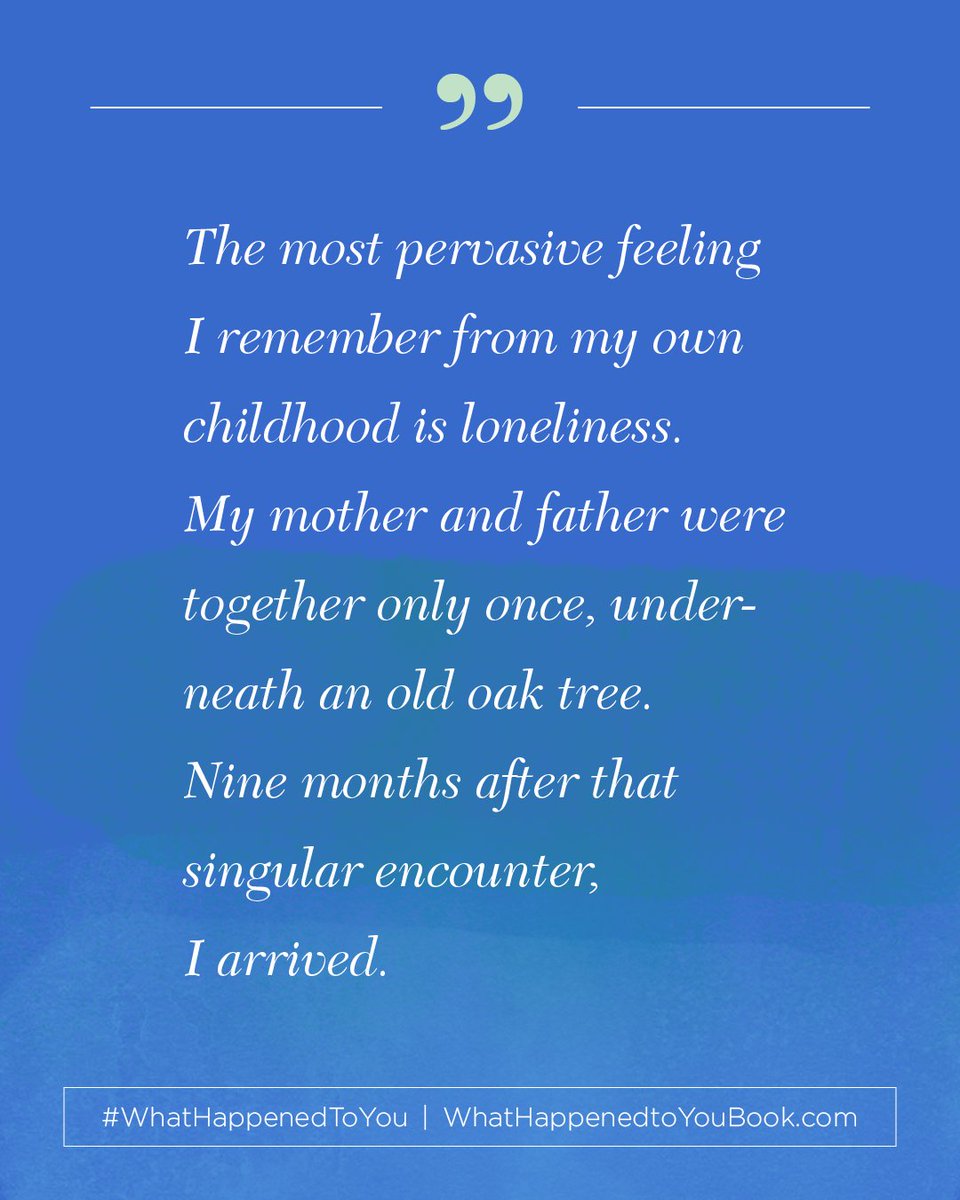 ”
The most pervasive feeling
I remember from my own
childhood is loneliness.
My mother and father were
together only once, under-
neath an old oak tree.
Nine months after that
singular encounter,
I arrived.
#WhatHappenedToYou | WhatHappenedtoYouBook.com